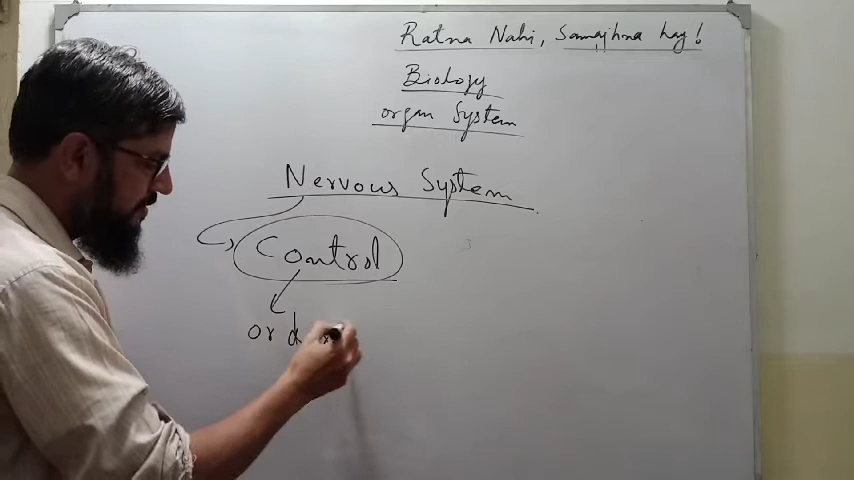 Ratna Nahi, Samajhna hay!
Biology
organ System
Nervous System
Control
ord